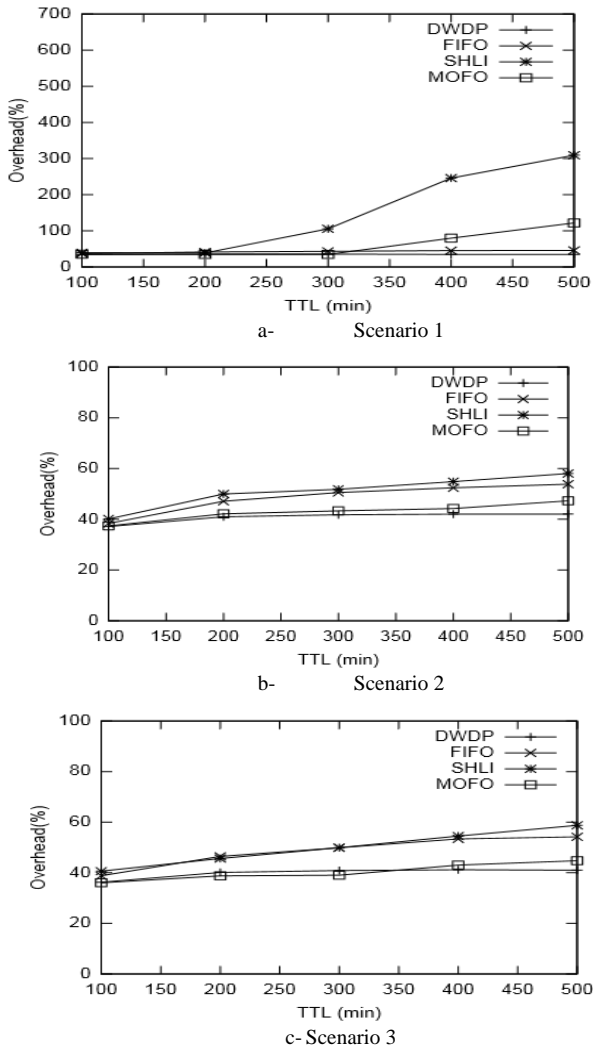 700
600
500
400
300
200
100
0
Overhead(%)
DWDP
FIFO
SHLI
MOFO
100 150 200 250 300 350 400 450 500
TTL (min)
a- Scenario 1
100
80
60
40
20
0
Overhead(%)
DWDP
FIFO
SHLI
MOFO
100 150 200 250 300 350 400 450 500
TTL (min)
b- Scenario 2
100
80
60
40
20
0
Overhead(%)
DWDP
FIFO
SHLI
MOFO
100 150 200 250 300 350 400 450 500
TTL (min)
c- Scenario 3